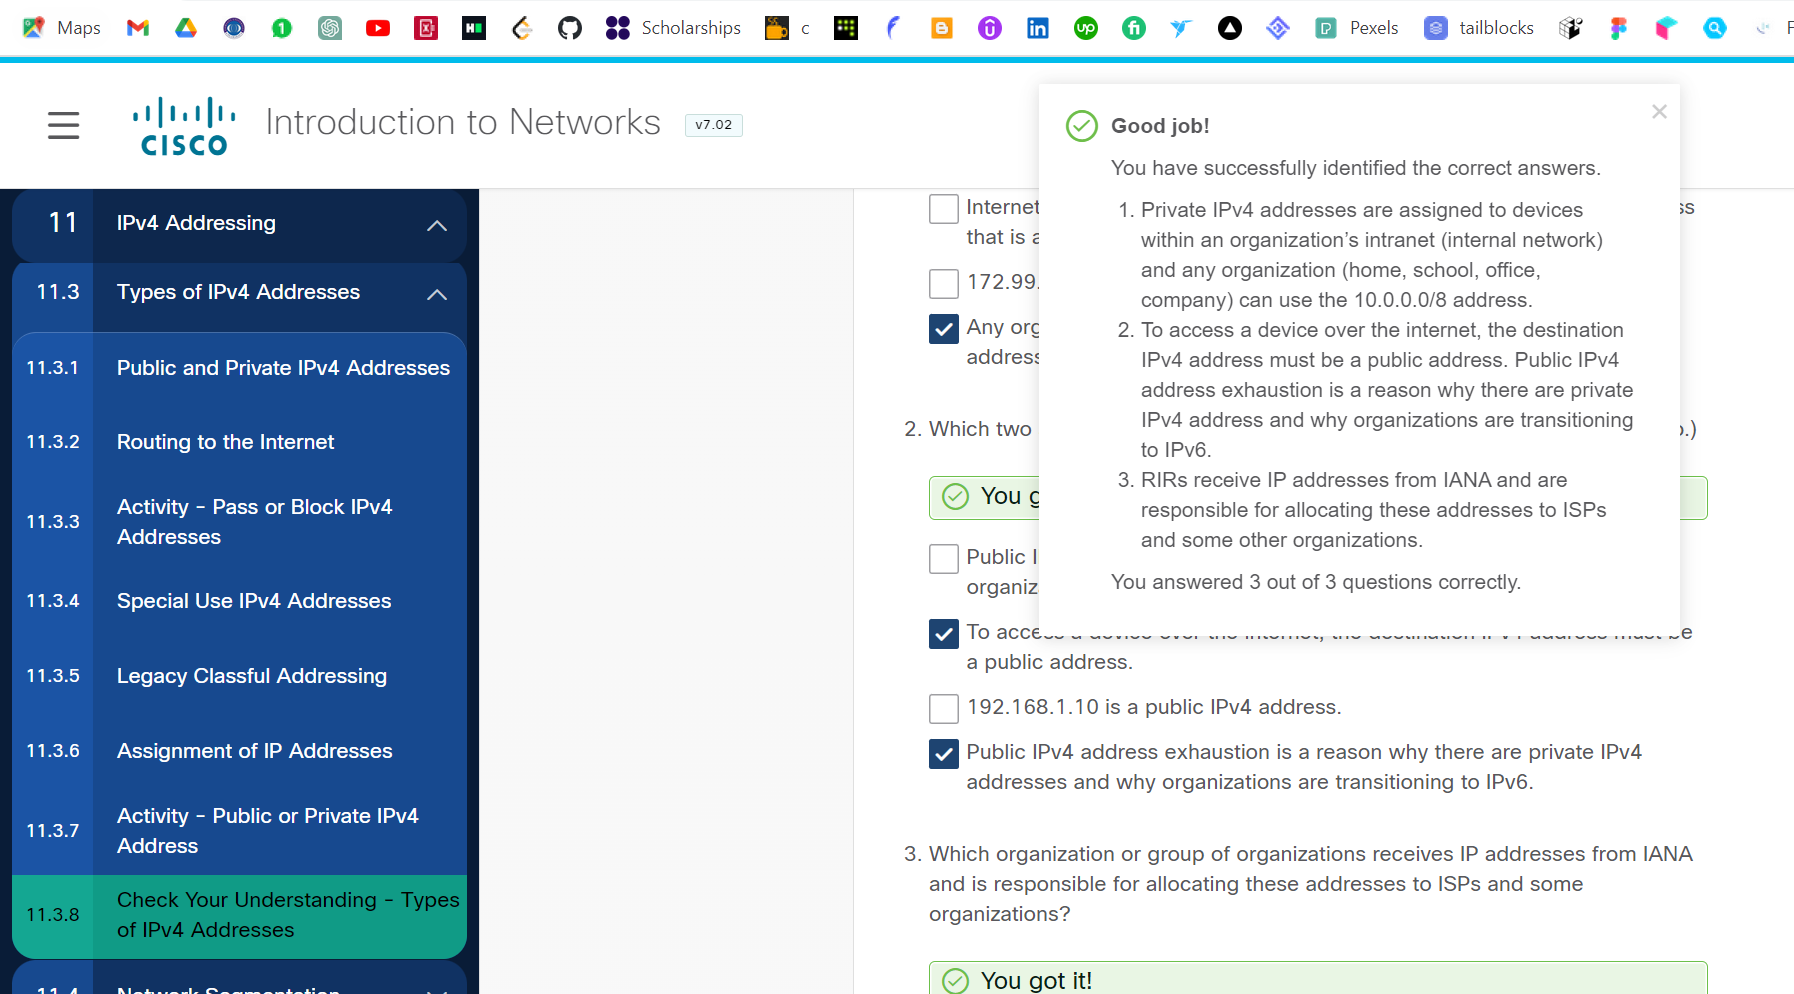 Maps
Scholarships
c
Pexels
tailblocks
CISCO
Introduction to Networks
v7.02
11
IPv4 Addressing
11.3
Types of IPv4 Addresses
11.3.1
Public and Private IPv4 Addresses
11.3.2
Routing to the Internet
11.3.3
Activity - Pass or Block IPv4
Addresses
11.3.4
Special Use IPv4 Addresses
11.3.5
Legacy Classful Addressing
11.3.6
Assignment of IP Addresses
11.3.7
Activity - Public or Private IPv4
Address
11.3.8
Check Your Understanding - Types
of IPv4 Addresses
11.4
Network Segmentation
Good job!
You have successfully identified the correct answers.
1. Private IPv4 addresses are assigned to devices
within an organization’s intranet (internal network)
and any organization (home, school, office,
company) can use the 10.0.0.0/8 address.
2. To access a device over the internet, the destination
IPv4 address must be a public address. Public IPv4
address exhaustion is a reason why there are private
IPv4 address and why organizations are transitioning
to IPv6.
3. RIRs receive IP addresses from IANA and are
responsible for allocating these addresses to ISPs
and some other organizations.
You answered 3 out of 3 questions correctly.
Internet
that is
172.99.
Any org
address
2. Which two
You g
Public I
organiz
To access a device over the internet, the destination IPv4 address must be
a public address.
192.168.1.10 is a public IPv4 address.
Public IPv4 address exhaustion is a reason why there are private IPv4
addresses and why organizations are transitioning to IPv6.
3. Which organization or group of organizations receives IP addresses from IANA
and is responsible for allocating these addresses to ISPs and some
organizations?
You got it!